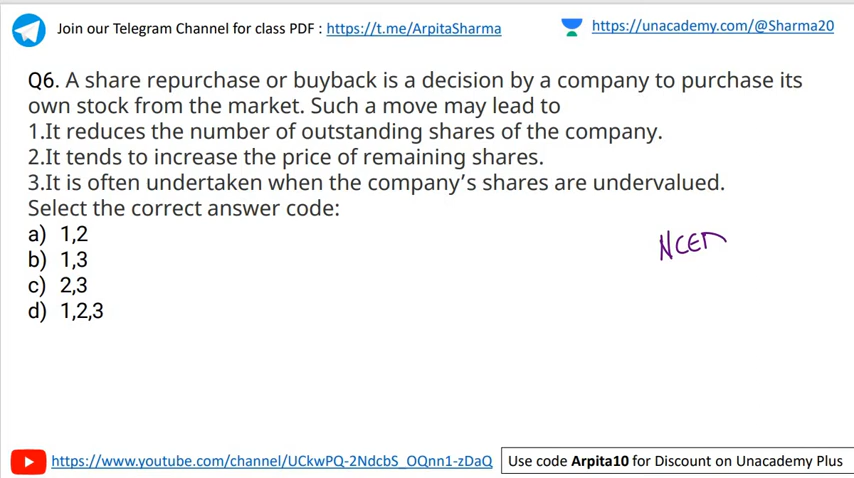 Join our Telegram Channel for class PDF : https://t.me/ArpitaSharma
https://unacademy.com/@Sharma20
Q6. A share repurchase or buyback is a decision by a company to purchase its
own stock from the market. Such a move may lead to
1.It reduces the number of outstanding shares of the company.
2.It tends to increase the price of remaining shares.
3.It is often undertaken when the company’s shares are undervalued.
Select the correct answer code:
a) 1,2
b) 1,3
c) 2,3
d) 1,2,3
https://www.youtube.com/channel/UCkwPQ-2NdcbS_OQnn1-zDaQ
Use code Arpita10 for Discount on Unacademy Plus